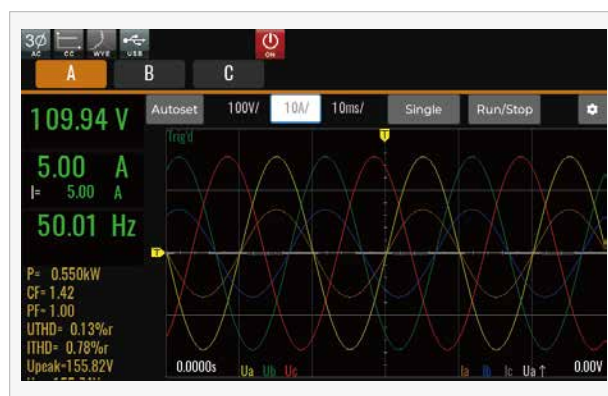 3Ø AC CC WYE USB ON
A B C
109.94 V
Autoset 100V/ 10A/ 10ms/ Single Run/Stop
Trig'd
T
5.00 A
I= 5.00 A
50.01 Hz
T
P= 0.550kW
CF= 1.42
PF= 1.00
UTHD= 0.13%r
ITHD= 0.78%r
Upeak=155.82V
0.0000s Ua Ub Uc Ia Ib Ic Ua↑ 0.00V